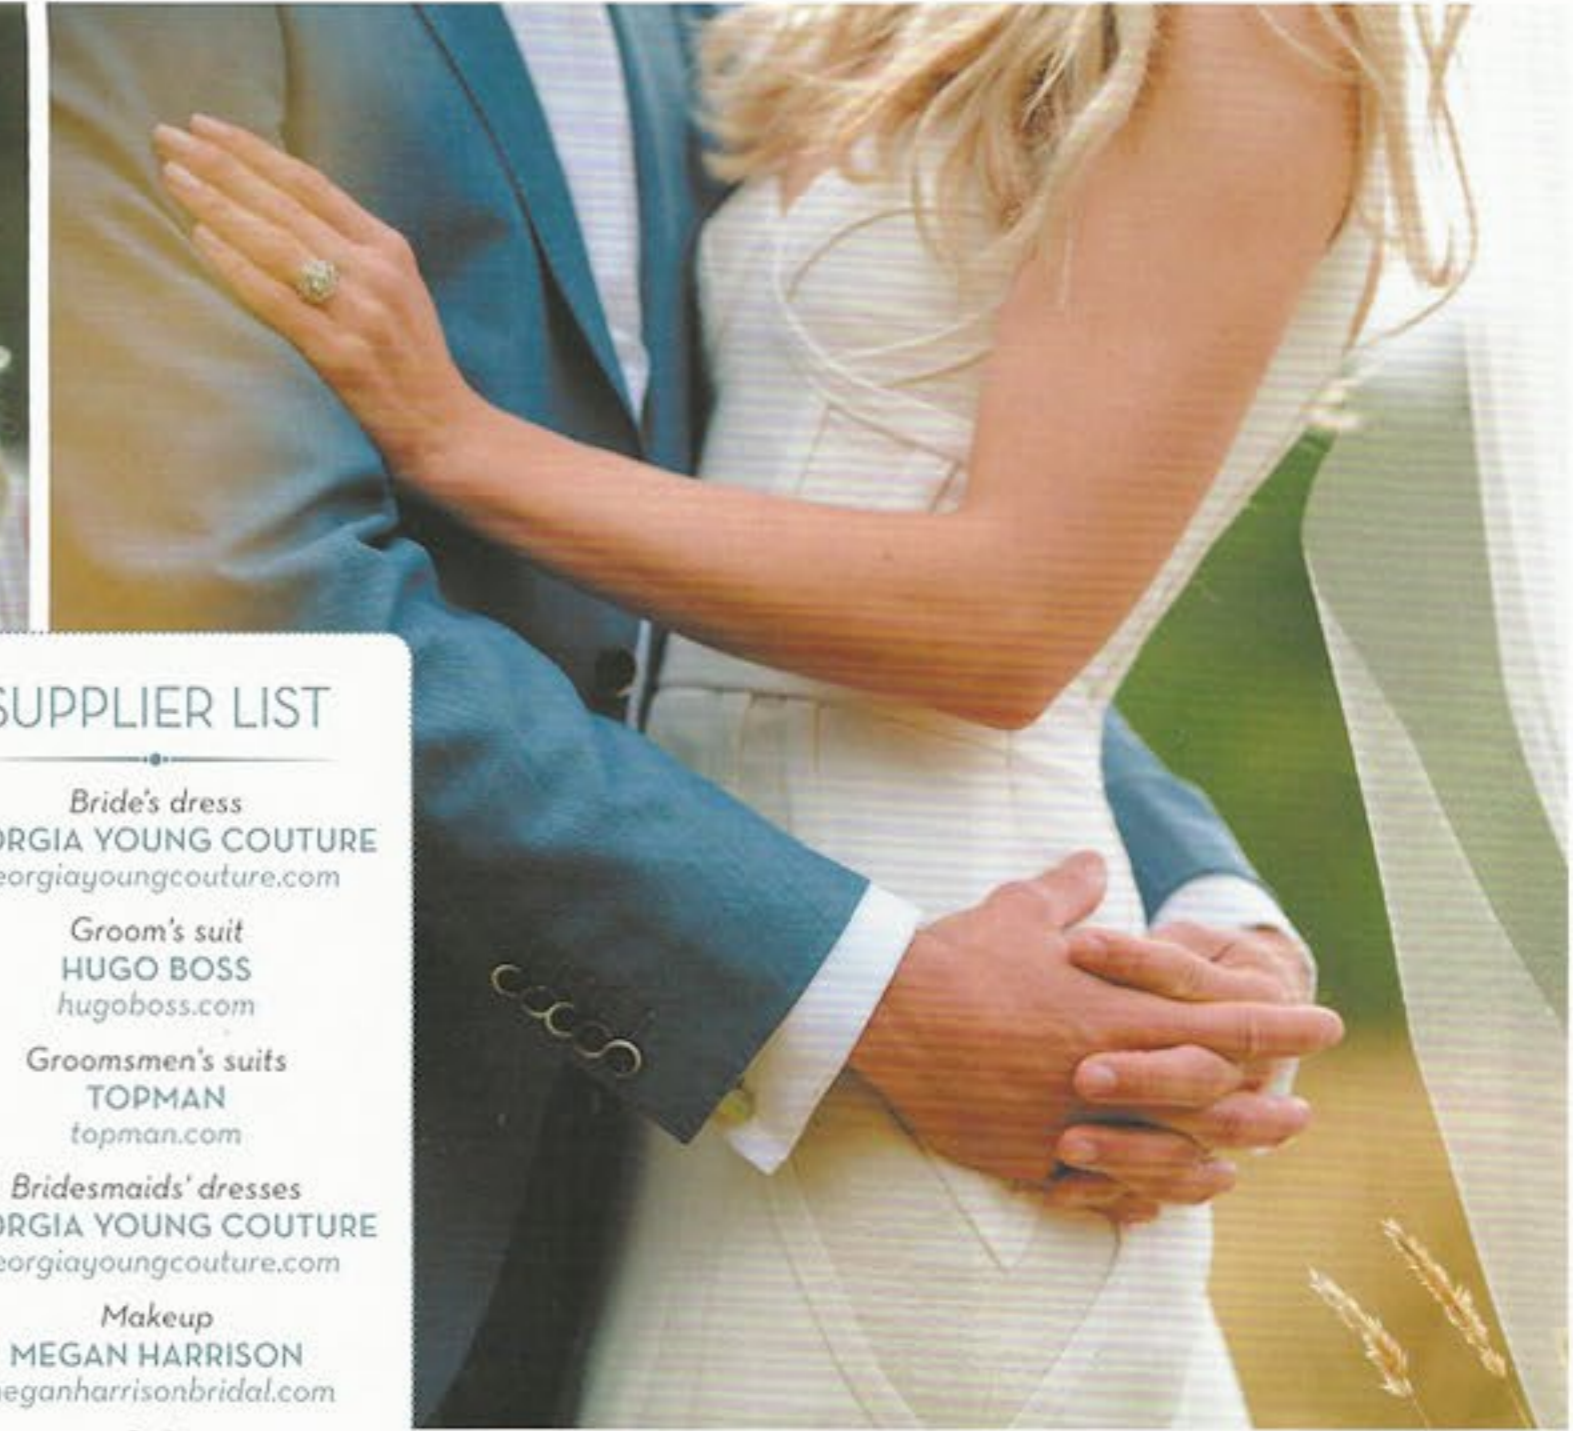 SUPPLIER LIST
Bride's dress
ORGIA YOUNG COUTURE
eorgiayoungcouture.com
Groom's suit
HUGO BOSS
hugoboss.com
Groomsmen's suits
TOPMAN
topman.com
Bridesmaids' dresses
ORGIA YOUNG COUTURE
eorgiayoungcouture.com
Makeup
MEGAN HARRISON
eganharrisonbridal.com